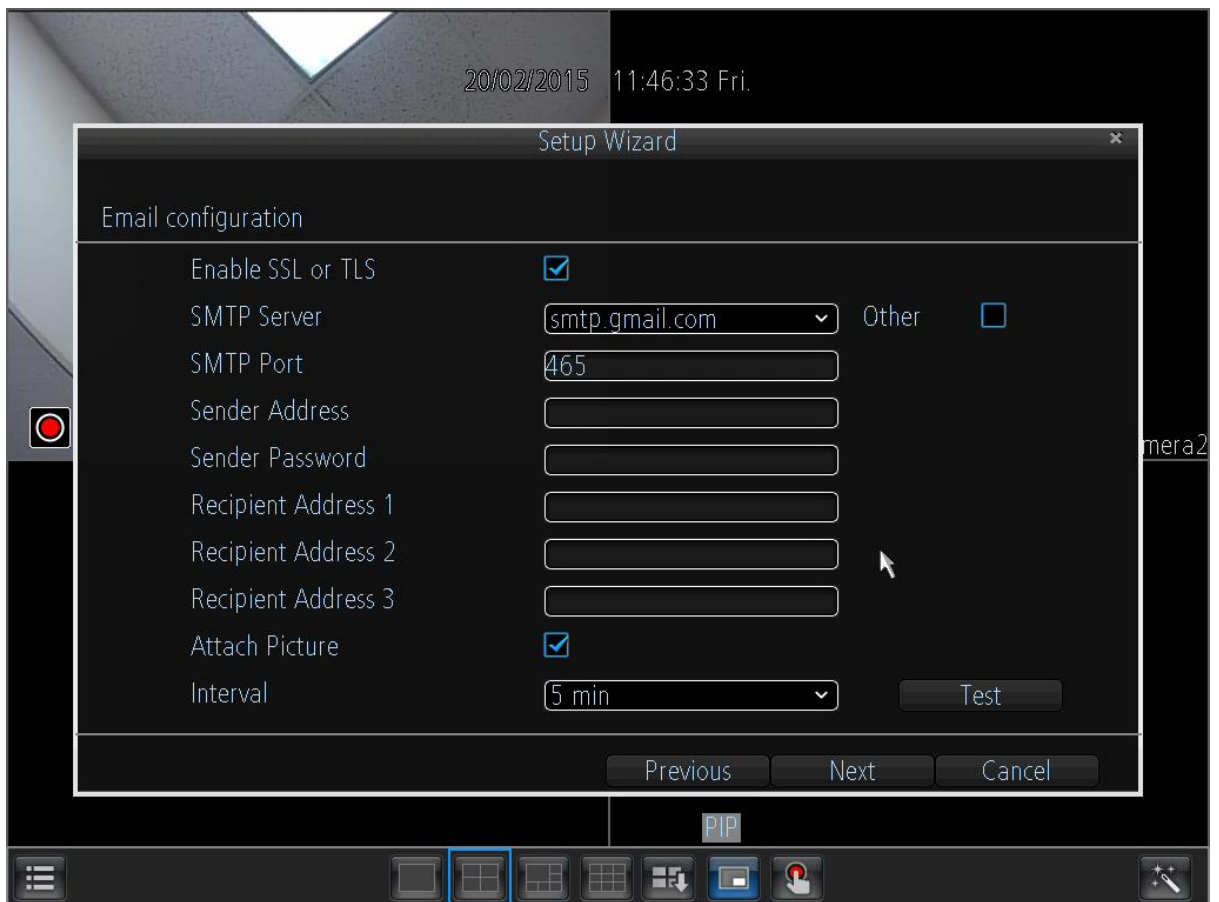 20/02/2015 11:46:33 Fri.
Setup Wizard
Email configuration
Enable SSL or TLS
SMTP Server smtp.gmail.com Other
SMTP Port 465
Sender Address
Sender Password
mera2
Recipient Address 1
Recipient Address 2
Recipient Address 3
Attach Picture
Interval 5 min Test
Previous Next Cancel
PIP